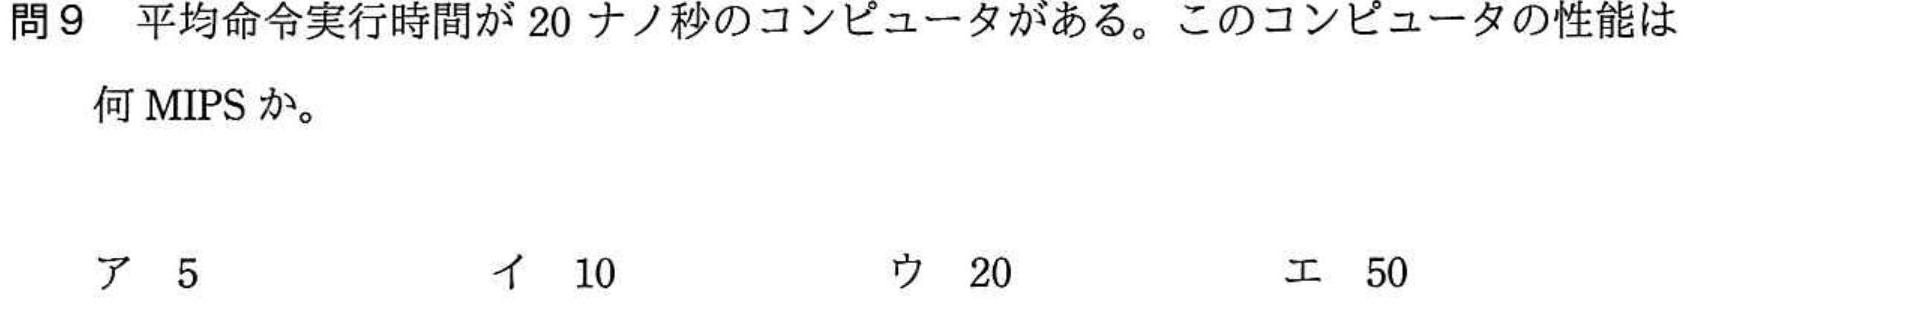 問9 平均命令実行時間が 20 ナノ秒のコンピュータがある。このコンピュータの性能は
何 MIPS か。
ア 5 イ 10 ウ 20 エ 50